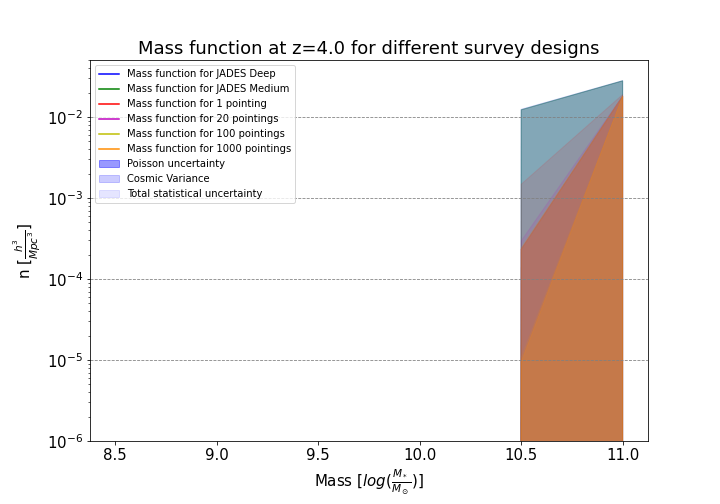 Mass function at z=4.0 for different survey designs
Mass function for JADES Deep
Mass function for JADES Medium
Mass function for 1 pointing
Mass function for 20 pointings
Mass function for 100 pointings
Mass function for 1000 pointings
Poisson uncertainty
Cosmic Variance
Total statistical uncertainty
n [h³/Mpc³]
10⁻²
10⁻³
10⁻⁴
10⁻⁵
10⁻⁶
8.5 9.0 9.5 10.0 10.5 11.0
Mass [log(M*/M⊙)]